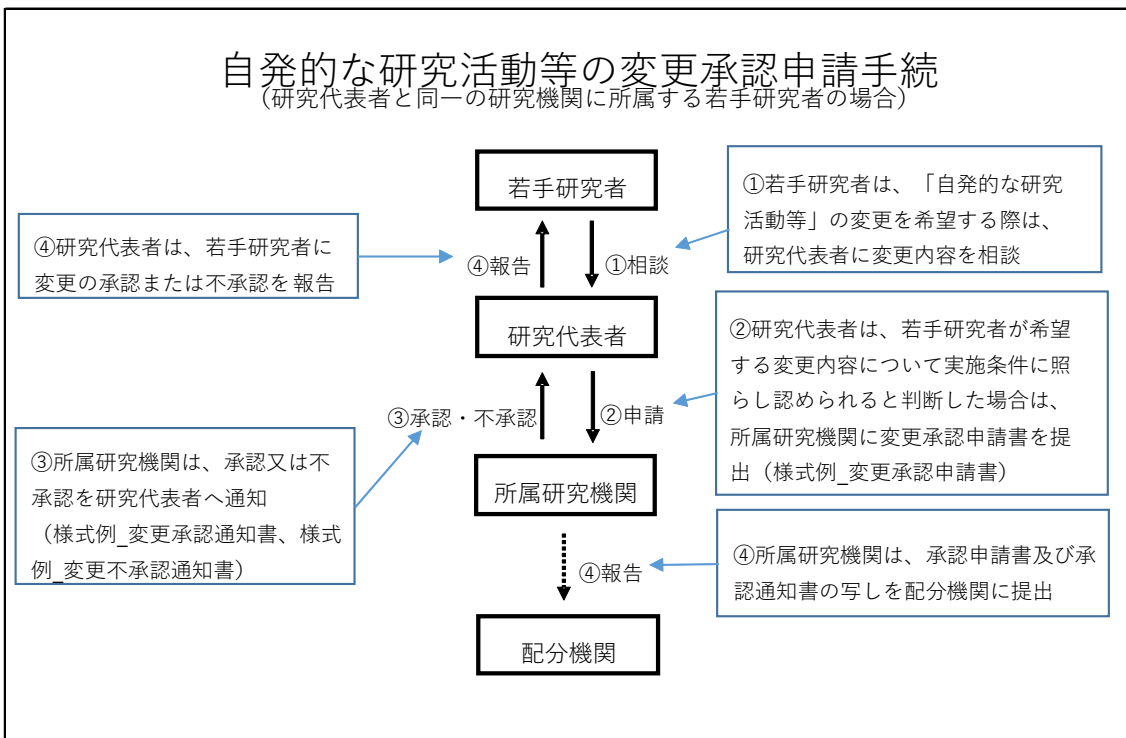 自発的な研究活動等の変更承認申請手続
（研究代表者と同一の研究機関に所属する若手研究者の場合）
若手研究者
①若手研究者は、「自発的な研究
活動等」の変更を希望する際は、
研究代表者に変更内容を相談
④研究代表者は、若手研究者に
変更の承認または不承認を報告
④報告
①相談
研究代表者
②研究代表者は、若手研究者が希望
する変更内容について実施条件に照
らし認められると判断した場合は、
所属研究機関に変更承認申請書を提
出（様式例_変更承認申請書）
③承認・不承認
②申請
③所属研究機関は、承認又は不
承認を研究代表者へ通知
（様式例_変更承認通知書、様式
例_変更不承認通知書）
所属研究機関
④報告
④所属研究機関は、承認申請書及び承
認通知書の写しを配分機関に提出
配分機関